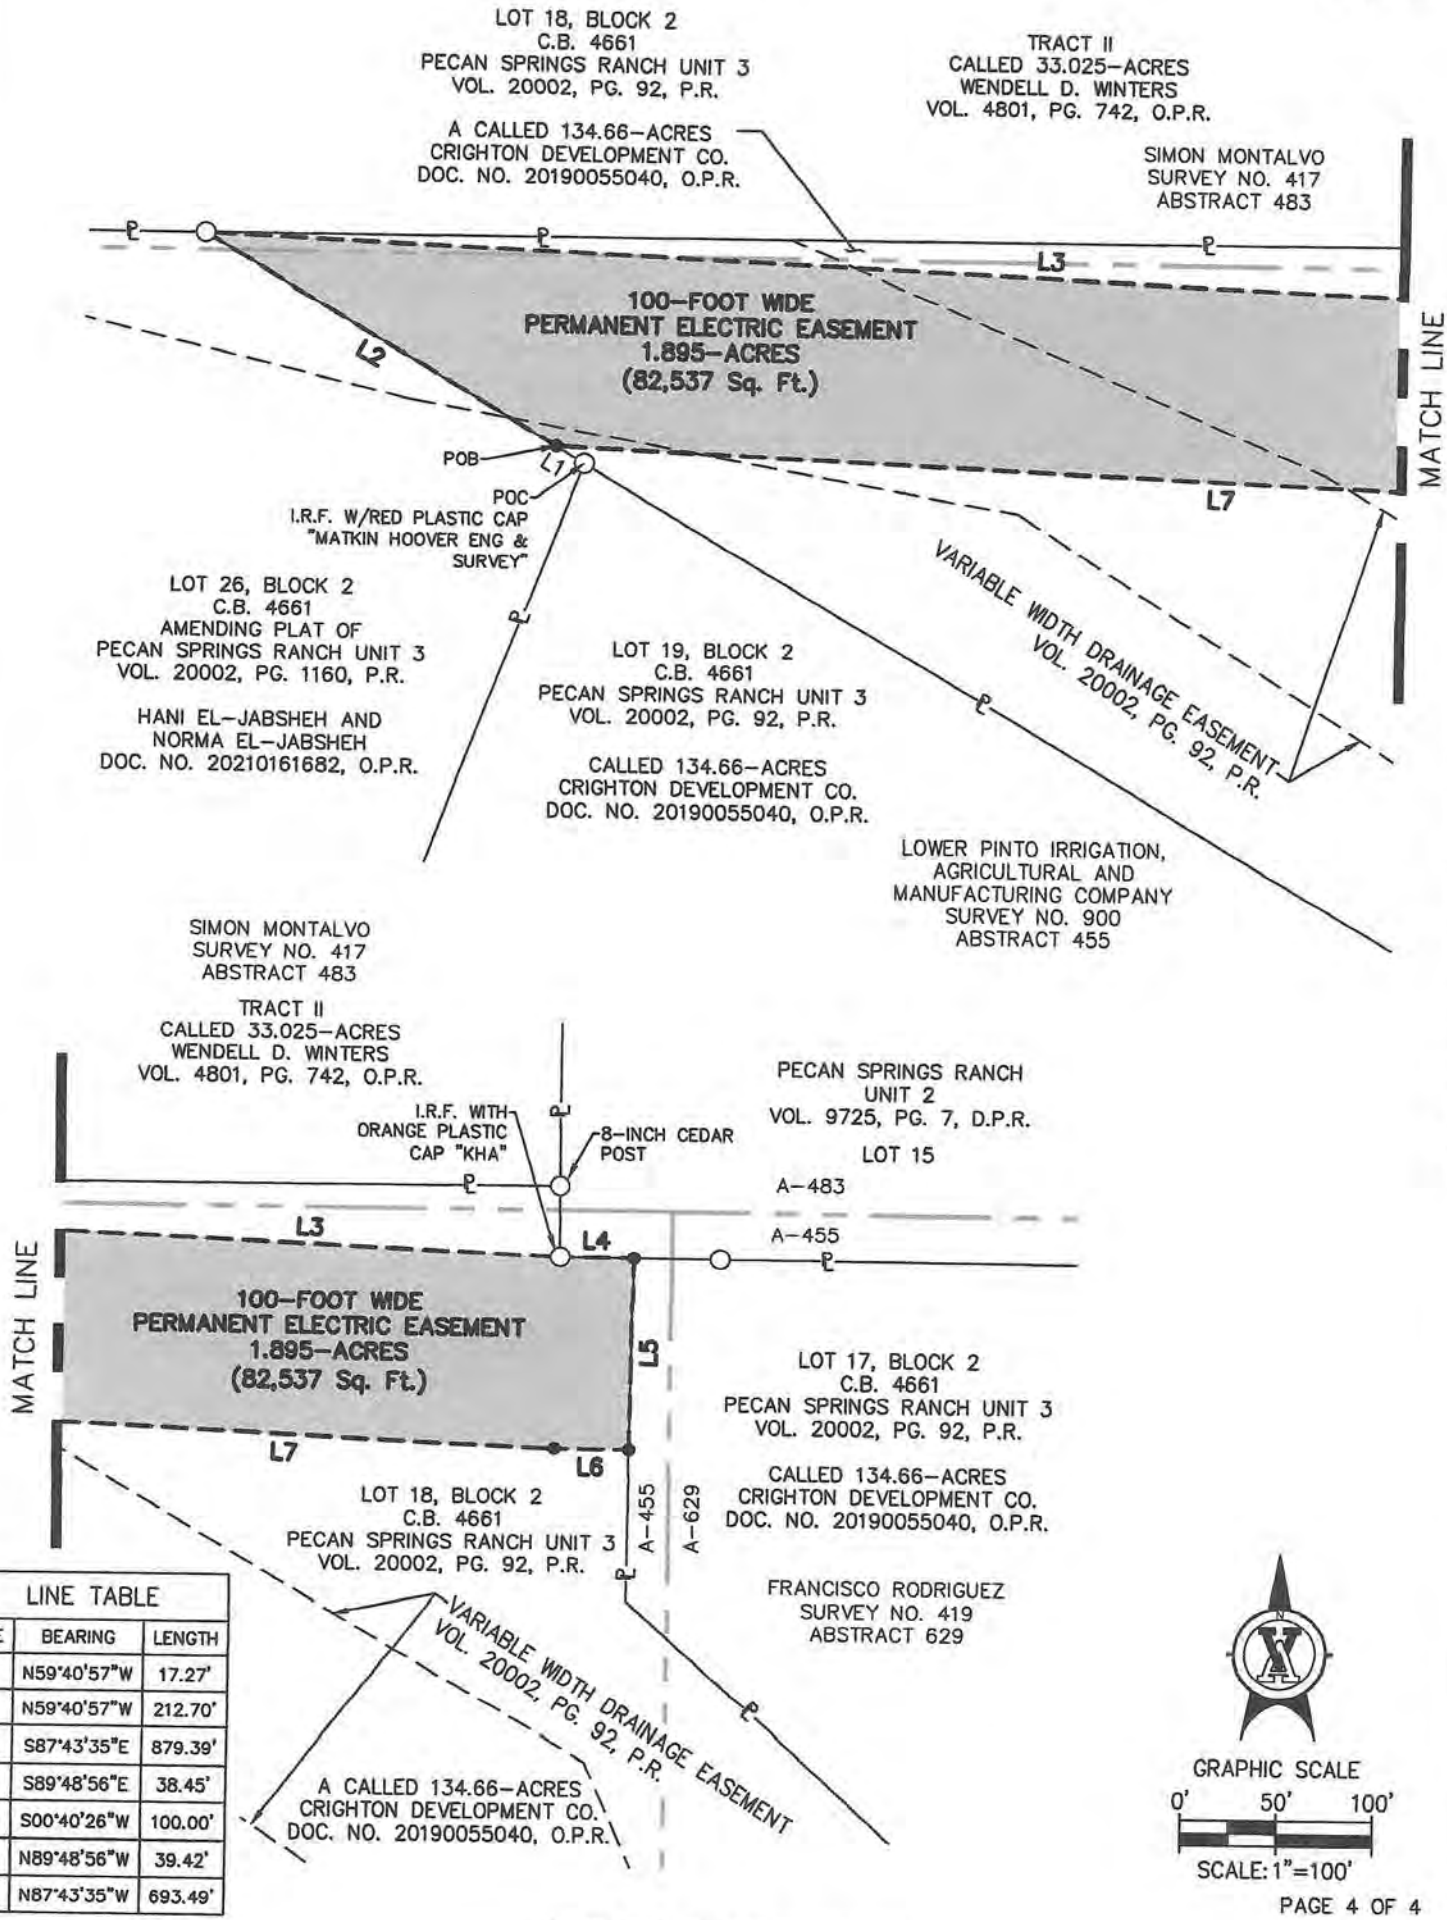 LOT 18, BLOCK 2
C.B. 4661
PECAN SPRINGS RANCH UNIT 3
VOL. 20002, PG. 92, P.R.
A CALLED 134.66-ACRES
CRIGHTON DEVELOPMENT CO.
DOC. NO. 20190055040, O.P.R.
TRACT II
CALLED 33.025-ACRES
WENDELL D. WINTERS
VOL. 4801, PG. 742, O.P.R.
SIMON MONTALVO
SURVEY NO. 417
ABSTRACT 483
L3
100-FOOT WIDE
PERMANENT ELECTRIC EASEMENT
1.895-ACRES
(82,537 Sq. Ft.)
L2
MATCH LINE
POB
L1
POC
L7
I.R.F. W/RED PLASTIC CAP
"MATKIN HOOVER ENG &
SURVEY"
VARIABLE WIDTH DRAINAGE EASEMENT
VOL. 20002, PG. 92, P.R.
LOT 26, BLOCK 2
C.B. 4661
AMENDING PLAT OF
PECAN SPRINGS RANCH UNIT 3
VOL. 20002, PG. 1160, P.R.
HANI EL-JABSHEH AND
NORMA EL-JABSHEH
DOC. NO. 20210161682, O.P.R.
LOT 19, BLOCK 2
C.B. 4661
PECAN SPRINGS RANCH UNIT 3
VOL. 20002, PG. 92, P.R.
CALLED 134.66-ACRES
CRIGHTON DEVELOPMENT CO.
DOC. NO. 20190055040, O.P.R.
LOWER PINTO IRRIGATION,
AGRICULTURAL AND
MANUFACTURING COMPANY
SURVEY NO. 900
ABSTRACT 455
SIMON MONTALVO
SURVEY NO. 417
ABSTRACT 483
TRACT II
CALLED 33.025-ACRES
WENDELL D. WINTERS
VOL. 4801, PG. 742, O.P.R.
I.R.F. WITH
ORANGE PLASTIC
CAP "KHA"
8-INCH CEDAR
POST
PECAN SPRINGS RANCH
UNIT 2
VOL. 9725, PG. 7, D.P.R.
LOT 15
A-483
A-455
L3
L4
MATCH LINE
100-FOOT WIDE
PERMANENT ELECTRIC EASEMENT
1.895-ACRES
(82,537 Sq. Ft.)
L5
L7
L6
LOT 17, BLOCK 2
C.B. 4661
PECAN SPRINGS RANCH UNIT 3
VOL. 20002, PG. 92, P.R.
CALLED 134.66-ACRES
CRIGHTON DEVELOPMENT CO.
DOC. NO. 20190055040, O.P.R.
FRANCISCO RODRIGUEZ
SURVEY NO. 419
ABSTRACT 629
LOT 18, BLOCK 2
C.B. 4661
PECAN SPRINGS RANCH UNIT 3
VOL. 20002, PG. 92, P.R.
A-455
A-629
VARIABLE WIDTH DRAINAGE EASEMENT
VOL. 20002, PG. 92, P.R.
A CALLED 134.66-ACRES
CRIGHTON DEVELOPMENT CO.
DOC. NO. 20190055040, O.P.R.
LINE TABLE
BEARING LENGTH
N59°40'57"W 17.27'
N59°40'57"W 212.70'
S87°43'35"E 879.39'
S89°48'56"E 38.45'
S00°40'26"W 100.00'
N89°48'56"W 39.42'
N87°43'35"W 693.49'
N
GRAPHIC SCALE
0' 50' 100'
SCALE: 1"=100'
PAGE 4 OF 4